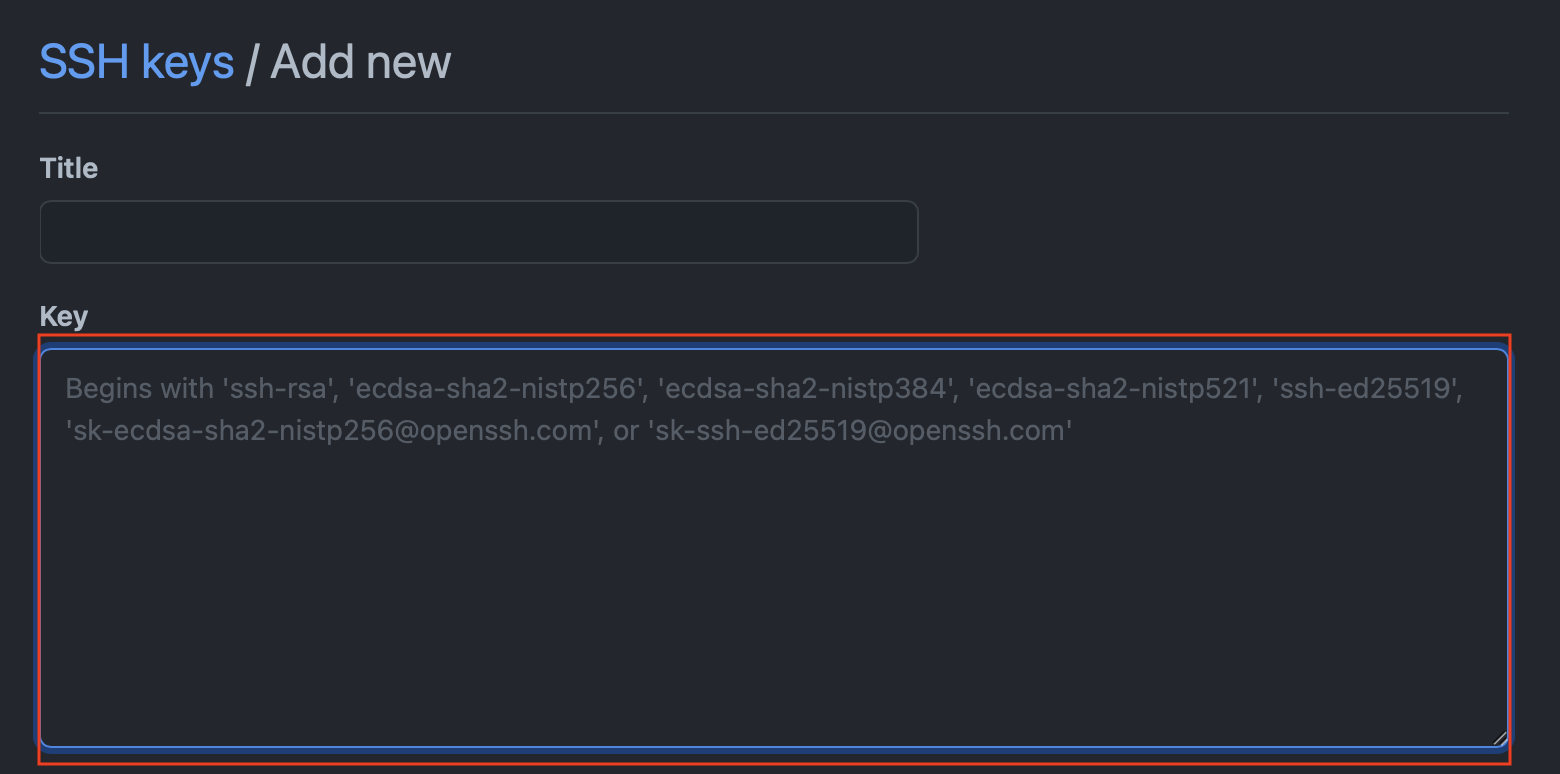 SSH keys / Add new
Title
Key
Begins with 'ssh-rsa', 'ecdsa-sha2-nistp256', 'ecdsa-sha2-nistp384', 'ecdsa-sha2-nistp521', 'ssh-ed25519',
'sk-ecdsa-sha2-nistp256@openssh.com', or 'sk-ssh-ed25519@openssh.com'